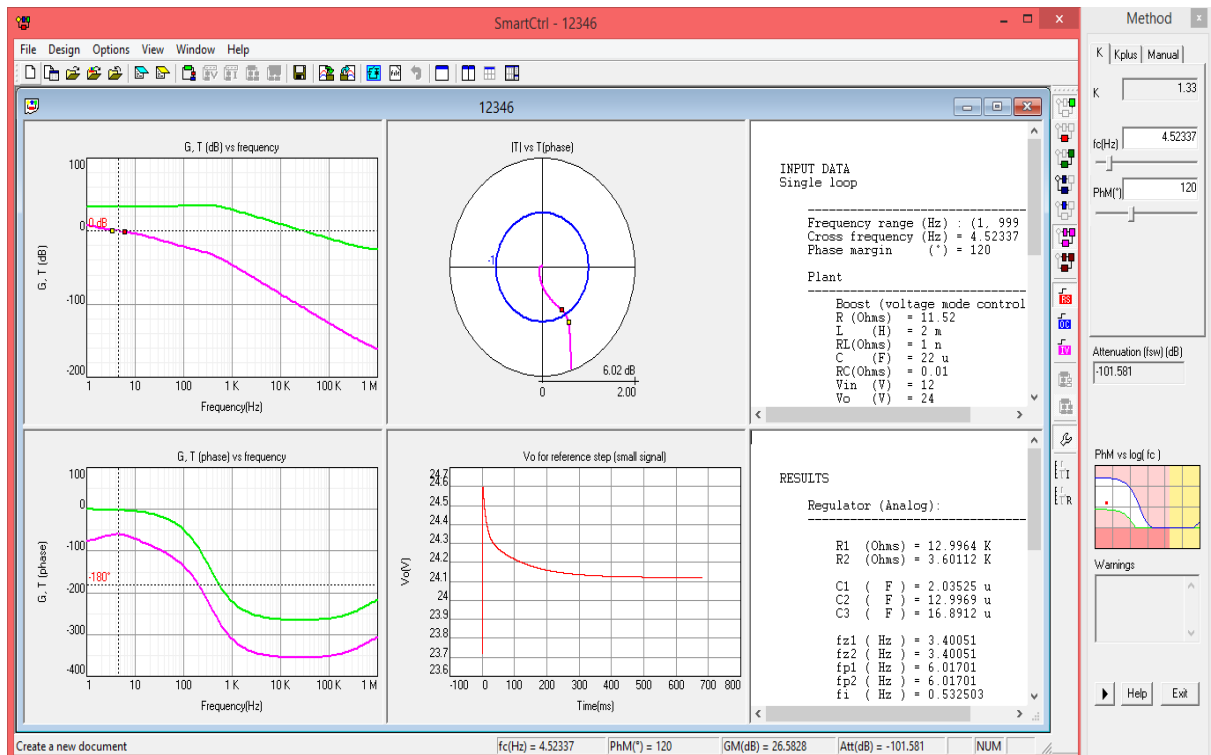 SmartCtrl - 12346
File Design Options View Window Help
12346
G, T (dB) vs frequency
100
0
-100
-200
0 dB
G, T (dB)
1 10 100 1 K 10 K 100 K 1 M
Frequency(Hz)
|T| vs T(phase)
-1
6.02 dB
0 2.00
INPUT DATA
Single loop
Frequency range (Hz) : (1, 999
Cross frequency (Hz) = 4.52337
Phase margin (°) = 120
Plant
Boost (voltage mode control
R (Ohms) = 11.52
L (H) = 2 m
RL(Ohms) = 1 n
C (F) = 22 u
RC(Ohms) = 0.01
Vin (V) = 12
Vo (V) = 24
G, T (phase) vs frequency
100
0
-100
-180°
-200
-300
-400
G, T (phase)
1 10 100 1 K 10 K 100 K 1 M
Frequency(Hz)
Vo for reference step (small signal)
24.7
24.6
24.5
24.4
24.3
24.2
24.1
24
23.9
23.8
23.7
23.6
Vo(V)
-100 0 100 200 300 400 500 600 700 800
Time(ms)
RESULTS
Regulator (Analog):
R1 (Ohms) = 12.9964 K
R2 (Ohms) = 3.60112 K
C1 ( F ) = 2.03525 u
C2 ( F ) = 12.9969 u
C3 ( F ) = 16.8912 u
fz1 ( Hz ) = 3.40051
fz2 ( Hz ) = 3.40051
fp1 ( Hz ) = 6.01701
fp2 ( Hz ) = 6.01701
fi ( Hz ) = 0.532503
RS
OC
IV
I
R
Create a new document
fc(Hz) = 4.52337 PhM(°) = 120 GM(dB) = 26.5828 Att(dB) = -101.581 NUM
Method
K Kplus Manual
K 1.33
fc(Hz) 4.52337
PhM(°) 120
Attenuation (fsw) (dB)
-101.581
PhM vs log( fc )
Warnings
Help Exit